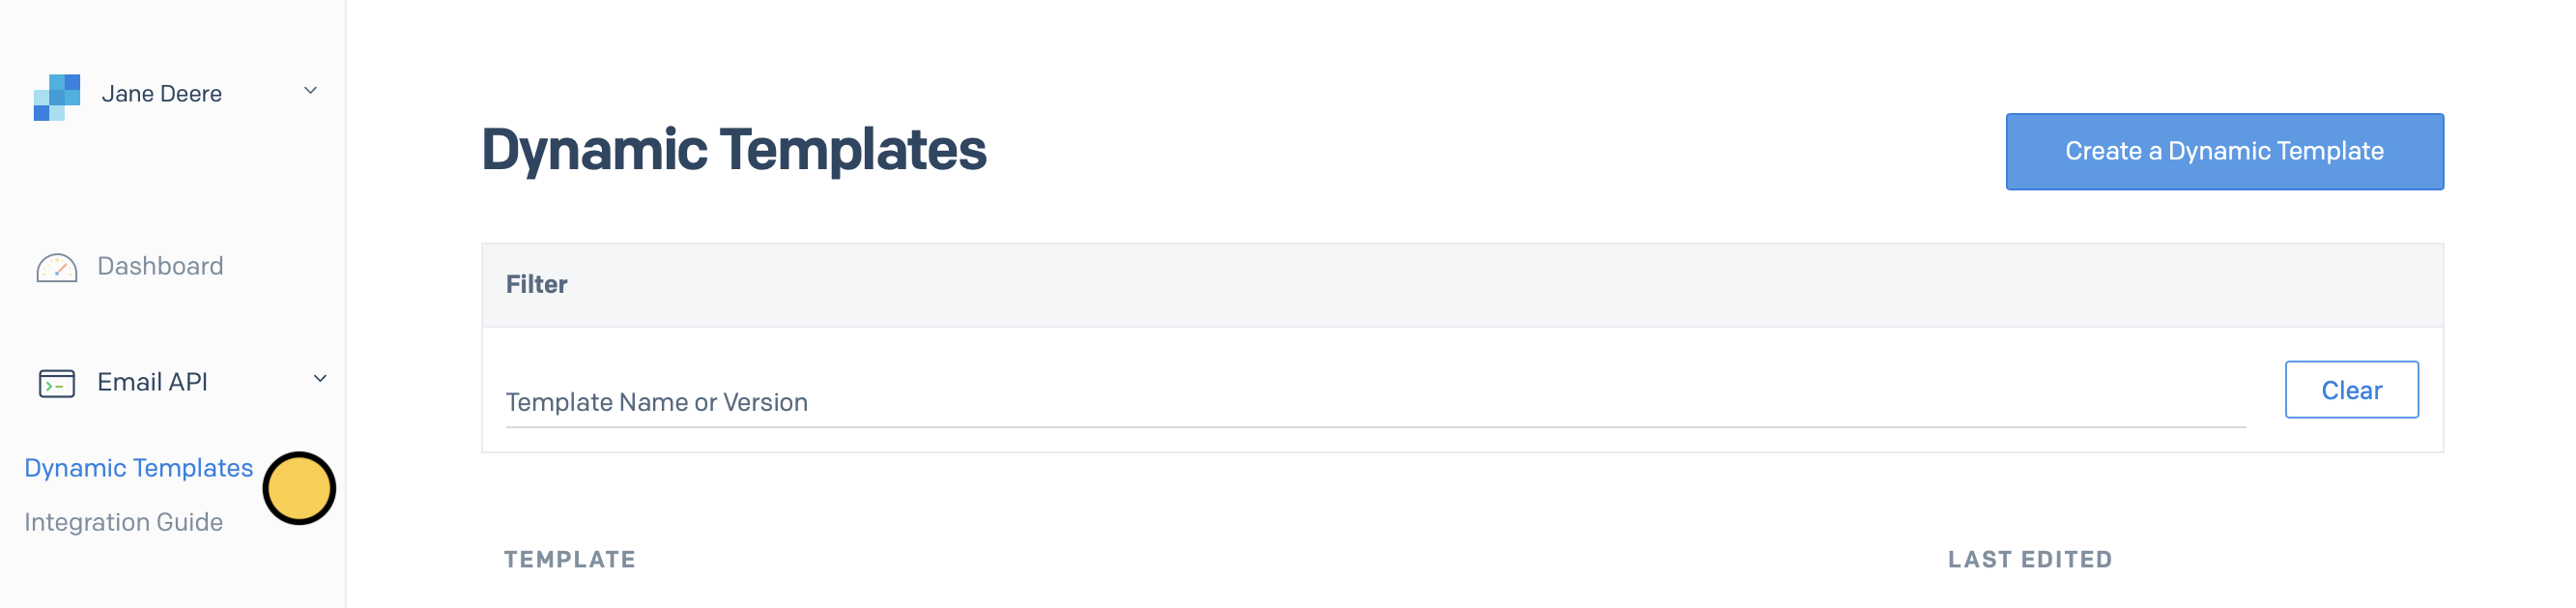 Jane Deere
Dashboard
Email API
Dynamic Templates
Integration Guide
Dynamic Templates
Create a Dynamic Template
Filter
Template Name or Version
Clear
TEMPLATE
LAST EDITED